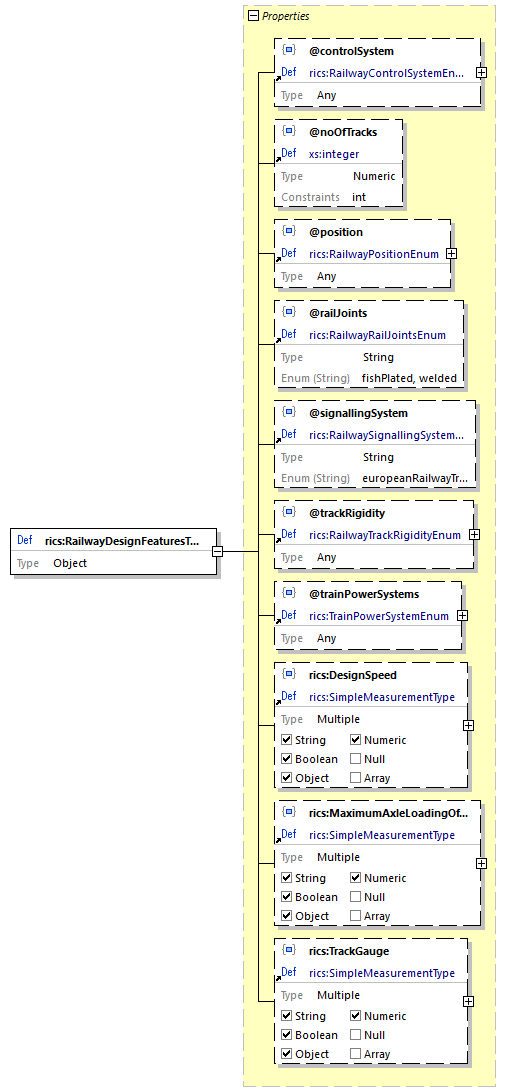 Properties
@controlSystem
Def rics:RailwayControlSystemEn...
Type Any
@noOfTracks
Def xs:integer
Type Numeric
Constraints int
@position
Def rics:RailwayPositionEnum
Type Any
@railJoints
Def rics:RailwayRailJointsEnum
Type String
Enum (String) fishPlated, welded
@signallingSystem
Def rics:RailwaySignallingSystem...
Type String
Enum (String) europeanRailwayTr...
Def rics:RailwayDesignFeaturesT...
Type Object
@trackRigidity
Def rics:RailwayTrackRigidityEnum
Type Any
@trainPowerSystems
Def rics:TrainPowerSystemEnum
Type Any
rics:DesignSpeed
Def rics:SimpleMeasurementType
Type Multiple
String Numeric
Boolean Null
Object Array
rics:MaximumAxleLoadingOf...
Def rics:SimpleMeasurementType
Type Multiple
String Numeric
Boolean Null
Object Array
rics:TrackGauge
Def rics:SimpleMeasurementType
Type Multiple
String Numeric
Boolean Null
Object Array